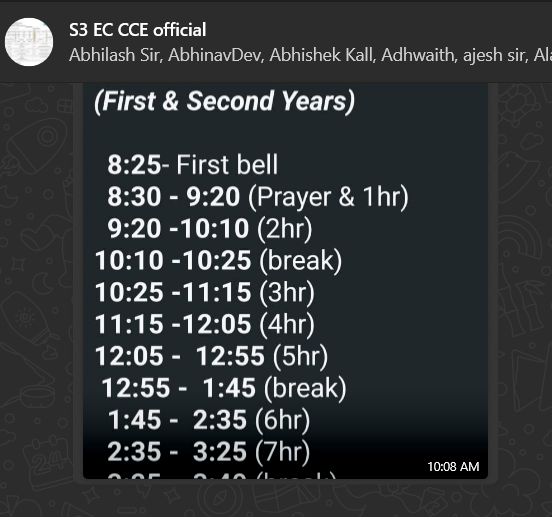 S3 EC CCE official
Abhilash Sir, AbhinavDev, Abhishek Kall, Adhwaith, ajesh sir,
(First & Second Years)
8:25- First bell
8:30 - 9:20 (Prayer & 1hr)
9:20 -10:10 (2hr)
10:10 -10:25 (break)
10:25 -11:15 (3hr)
11:15 -12:05 (4hr)
12:05 - 12:55 (5hr)
12:55 - 1:45 (break)
1:45 - 2:35 (6hr)
2:35 - 3:25 (7hr)
10:08 AM